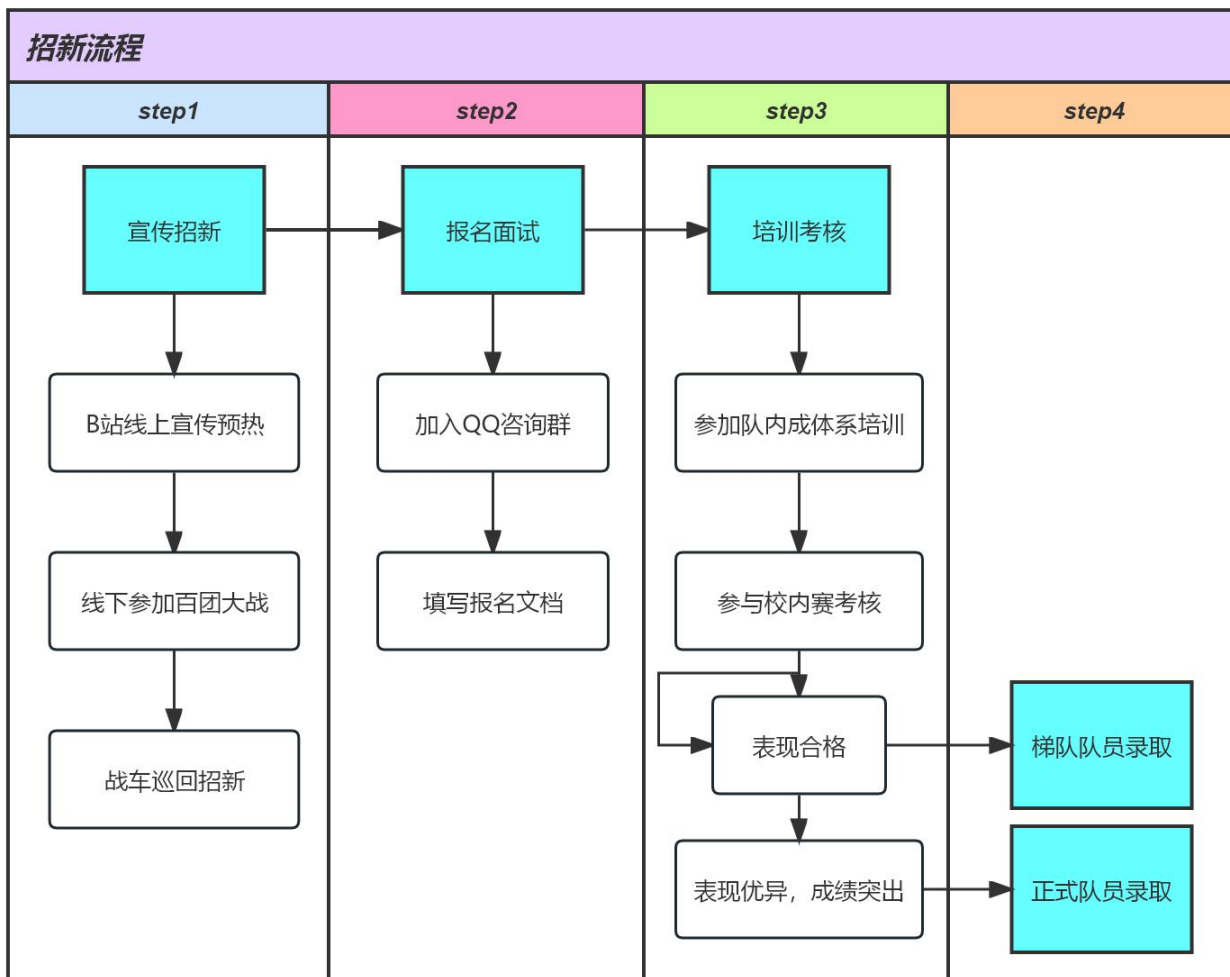 招新流程
step1
step2
step3
step4
宣传招新
报名面试
培训考核
B站线上宣传预热
加入QQ咨询群
参加队内成体系培训
线下参加百团大战
填写报名文档
参与校内赛考核
战车巡回招新
表现合格
梯队队员录取
表现优异，成绩突出
正式队员录取